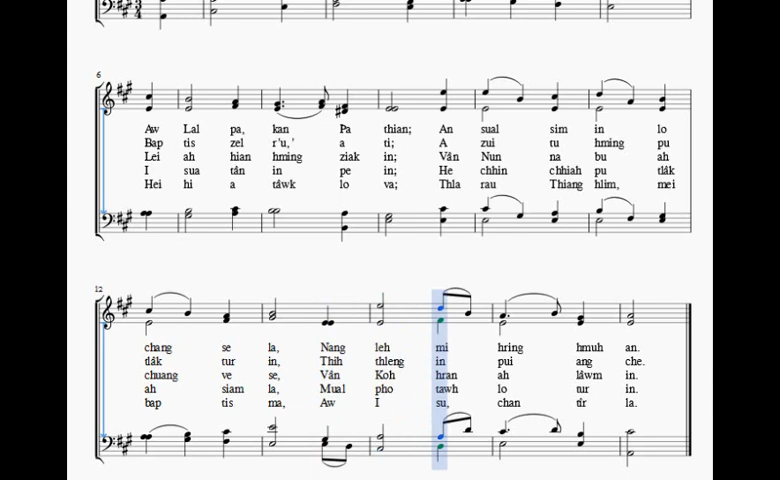 3
4
6
Aw Lal pa, kan Pa thian; An sual sim in lo
Bap tis zel r'u,' a ti; A zui tu hming pu
Lei ah hian hming ziak in; Vân Nun na bu ah
I sua tân in pe in; He chhin chhiah pu tlâk
Hei hi a tâwk lo va; Thla rau Thiang hlim, mei
12
chang se la, Nang leh mi hring hmuh an.
tlâk tur in, Thih thleng in pui ang che.
chuang ve se, Vân Koh hran ah lâwm in.
ah siam la, Mual pho tawh lo tur in.
bap tis ma, Aw I su, chan tîr la.